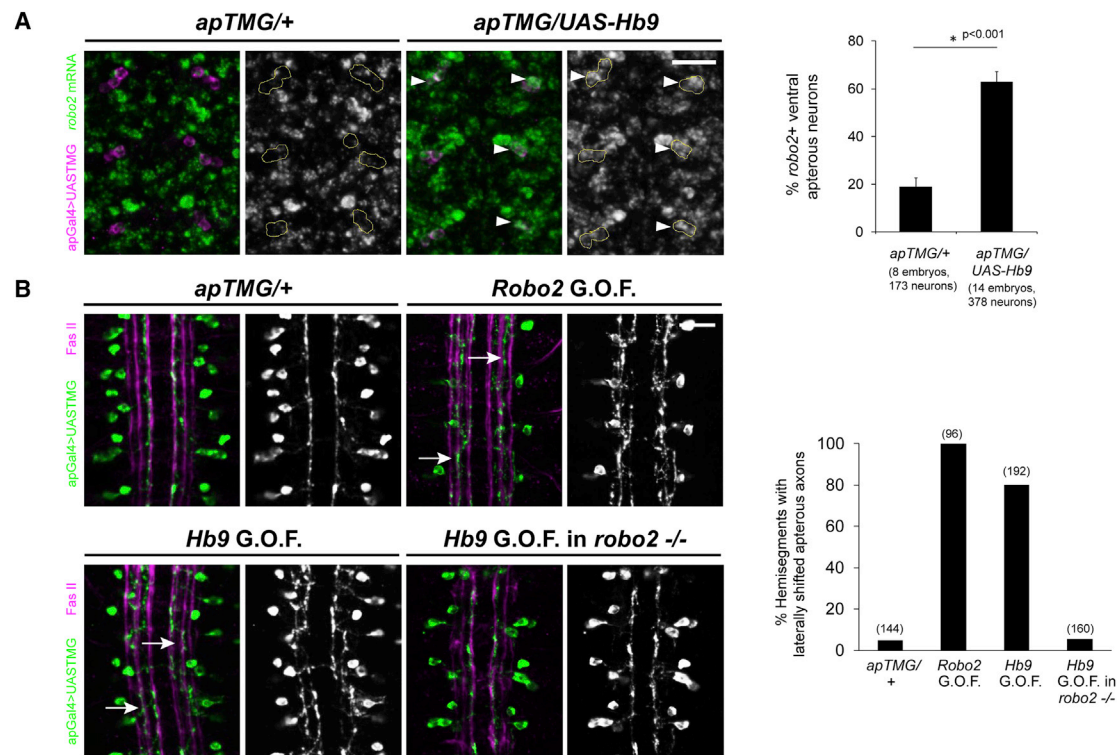 A
apTMG/+
apTMG/UAS-Hb9
apGal4>UASTMG robo2 mRNA
80
60
40
20
0
% robo2+ ventral
apterous neurons
* p<0.001
apTMG/+
(8 embryos,
173 neurons)
apTMG/
UAS-Hb9
(14 embryos,
378 neurons)
B
apTMG/+
Robo2 G.O.F.
apGal4>UASTMG Fas II
Hb9 G.O.F.
Hb9 G.O.F. in robo2 -/-
apGal4>UASTMG Fas II
% Hemisegments with
laterally shifted apterous axons
100
80
60
40
20
0
(144)
(96)
(192)
(160)
apTMG/
+
Robo2
G.O.F.
Hb9
G.O.F.
Hb9
G.O.F. in
robo2 -/-